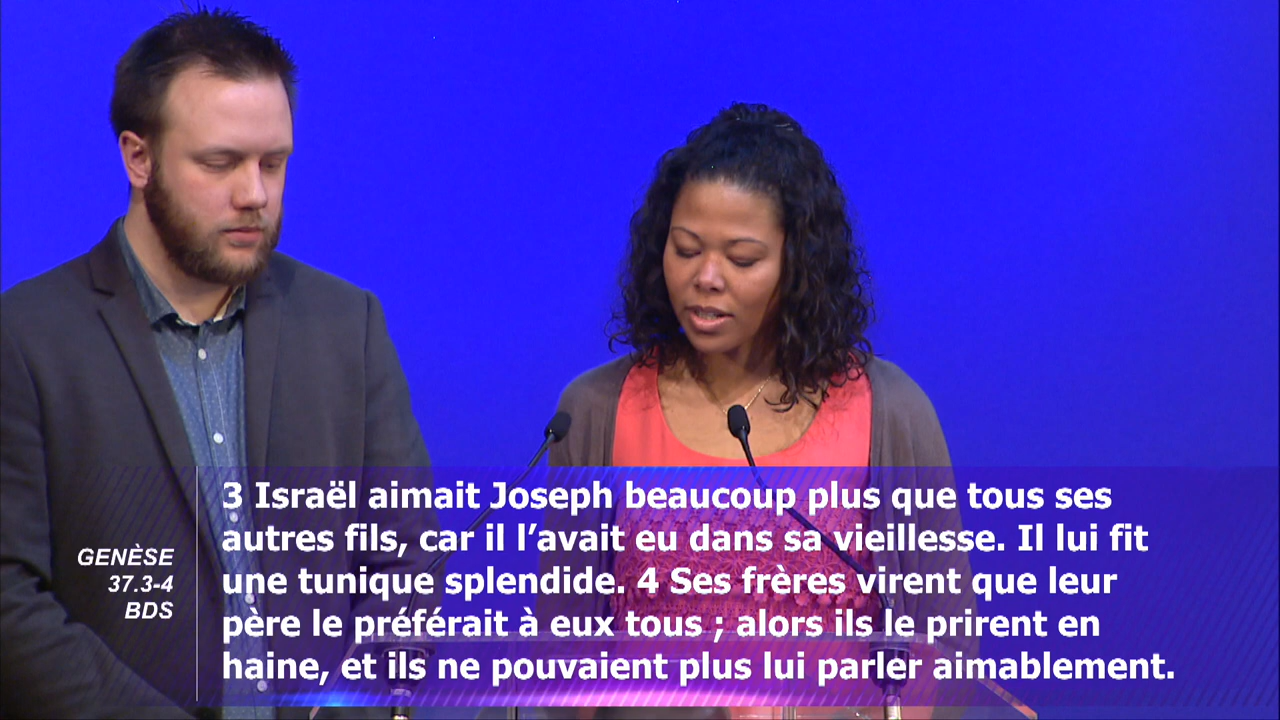 GENÈSE
37.3-4
BDS
3 Israël aimait Joseph beaucoup plus que tous ses
autres fils, car il l’avait eu dans sa vieillesse. Il lui fit
une tunique splendide. 4 Ses frères virent que leur
père le préférait à eux tous ; alors ils le prirent en
haine, et ils ne pouvaient plus lui parler aimablement.